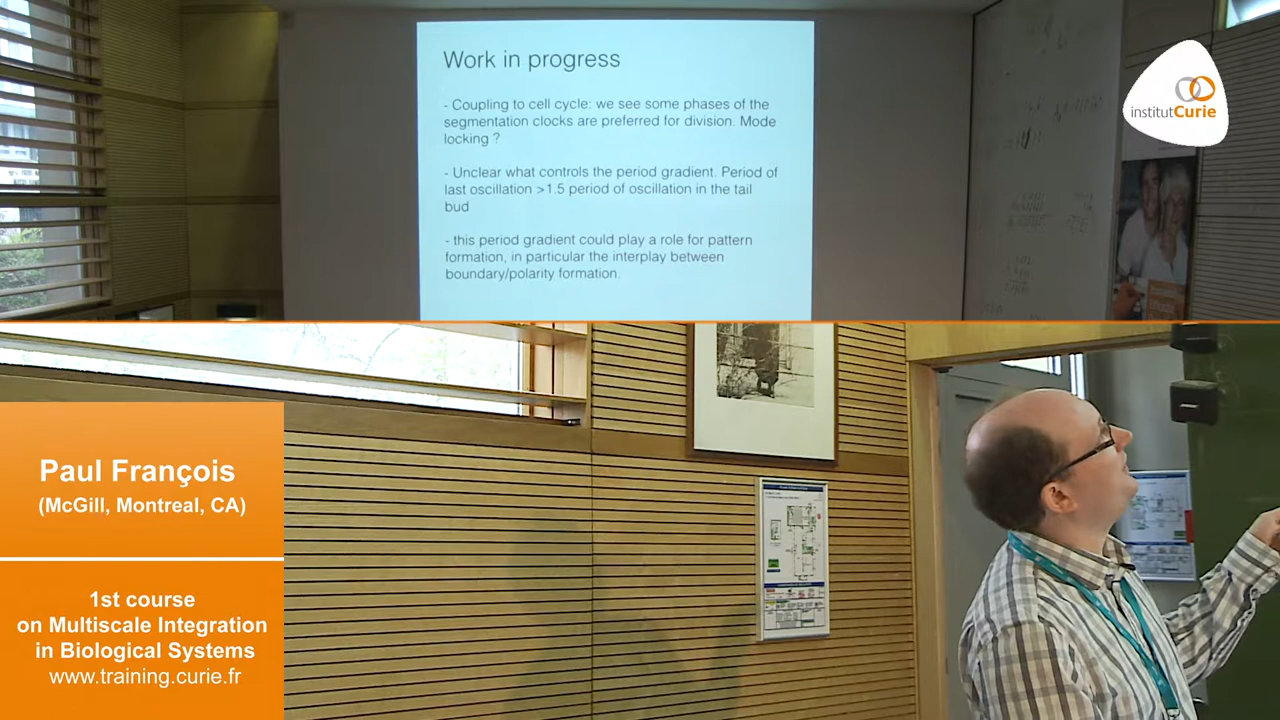 Work in progress
- Coupling to cell cycle: we see some phases of the
segmentation clocks are preferred for division. Mode
locking ?
- Unclear what controls the period gradient. Period of
last oscillation >1.5 period of oscillation in the tail
bud
- this period gradient could play a role for pattern
formation, in particular the interplay between
boundary/polarity formation.
institutCurie
Paul François
(McGill, Montreal, CA)
1st course
on Multiscale Integration
in Biological Systems
www.training.curie.fr